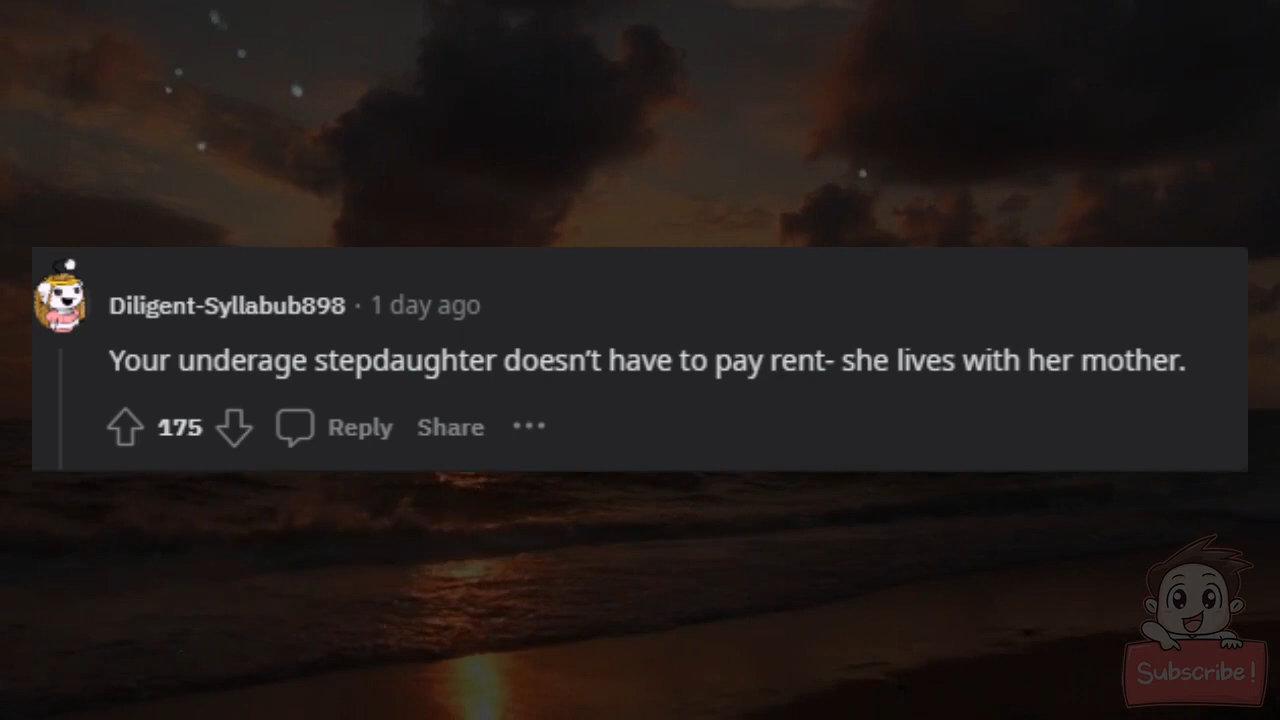 Diligent-Syllabub898 · 1 day ago
Your underage stepdaughter doesn’t have to pay rent- she lives with her mother.
175 Reply Share ···
Subscribe!